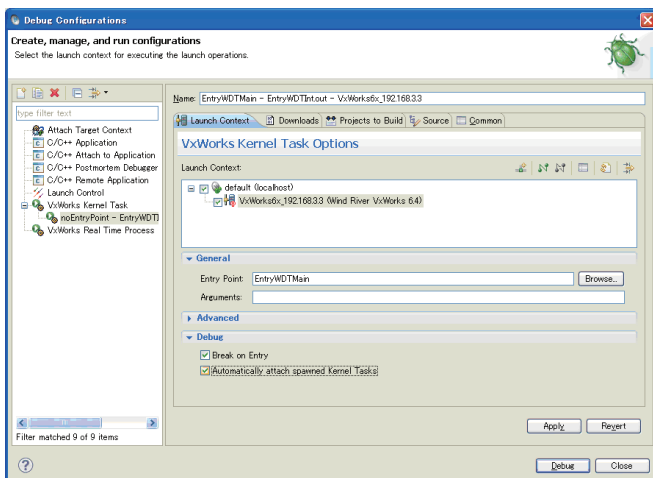 Debug Configurations
Create, manage, and run configurations
Select the launch context for executing the launch operations.
type filter text
Attach Target Context
C/C++ Application
C/C++ Attach to Application
C/C++ Postmortem Debugger
C/C++ Remote Application
Launch Control
VxWorks Kernel Task
noEntryPoint - EntryWDT
VxWorks Real Time Process
Filter matched 9 of 9 items
Name: EntryWDTMain - EntryWDTInt.out - VxWorks6x_192.168.3.3
Launch Context Downloads Projects to Build Source Common
VxWorks Kernel Task Options
Launch Context:
default (localhost)
VxWorks6x_192.168.3.3 (Wind River VxWorks 6.4)
General
Entry Point: EntryWDTMain Browse...
Arguments:
Advanced
Debug
Break on Entry
Automatically attach spawned Kernel Tasks
Apply Revert
Debug Close